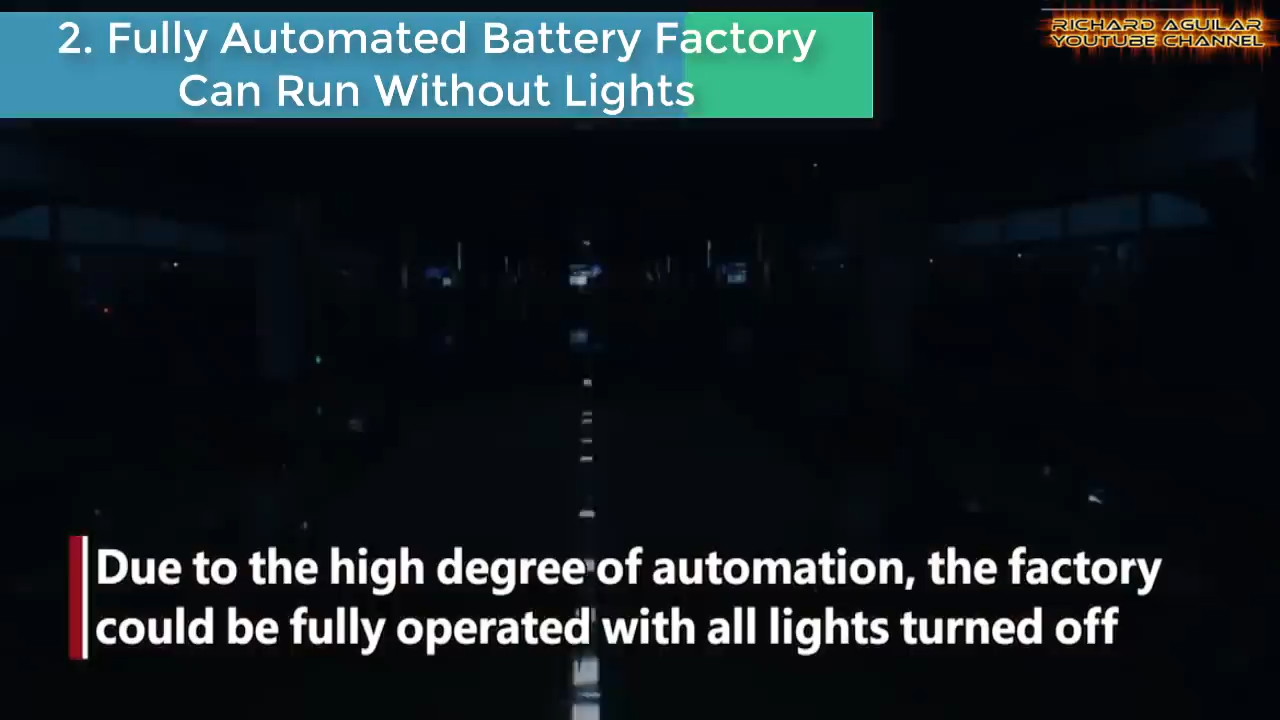 2. Fully Automated Battery Factory
Can Run Without Lights
RICHARD AGUILAR
YOUTUBE CHANNEL
Due to the high degree of automation, the factory
could be fully operated with all lights turned off